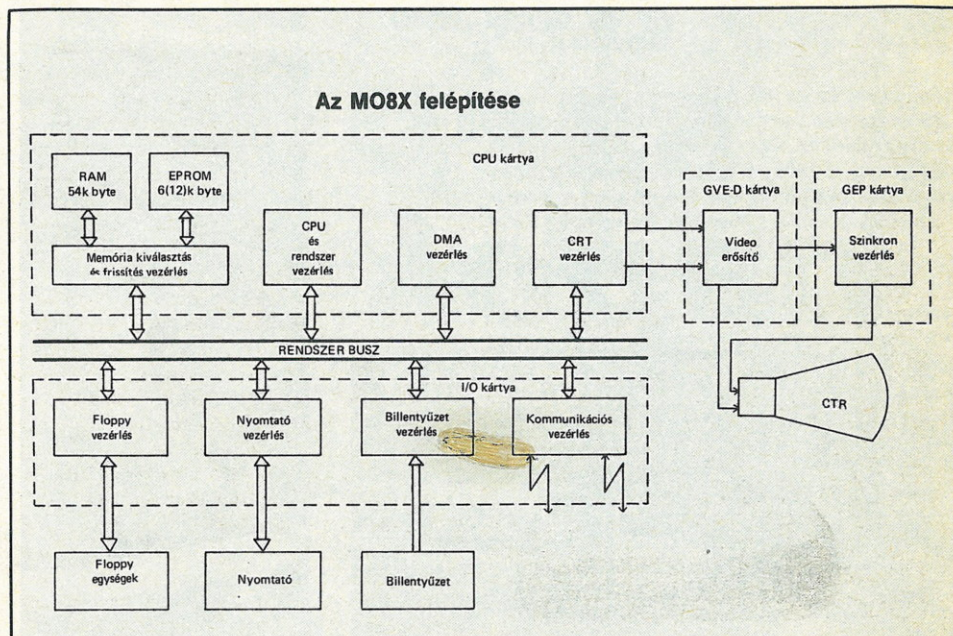 Az MO8X felépítése
CPU kártya
RAM
54k byte
EPROM
6(12)k byte
Memória kiválasztás
és frissítés vezérlés
CPU
és
rendszer
vezérlés
DMA
vezérlés
CRT
vezérlés
GVE-D kártya
Video
erősítő
GEP kártya
Szinkron
vezérlés
RENDSZER BUSZ
I/O kártya
Floppy
vezérlés
Nyomtató
vezérlés
Billentyűzet
vezérlés
Kommunikációs
vezérlés
CTR
Floppy
egységek
Nyomtató
Billentyűzet